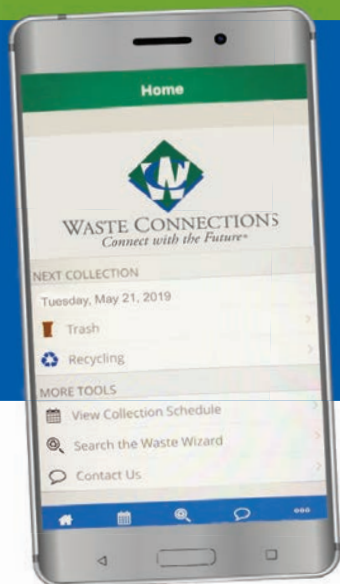 Home
WASTE CONNECTIONS
Connect with the Future
NEXT COLLECTION
Tuesday, May 21, 2019
Trash
Recycling
MORE TOOLS
View Collection Schedule
Search the Waste Wizard
Contact Us